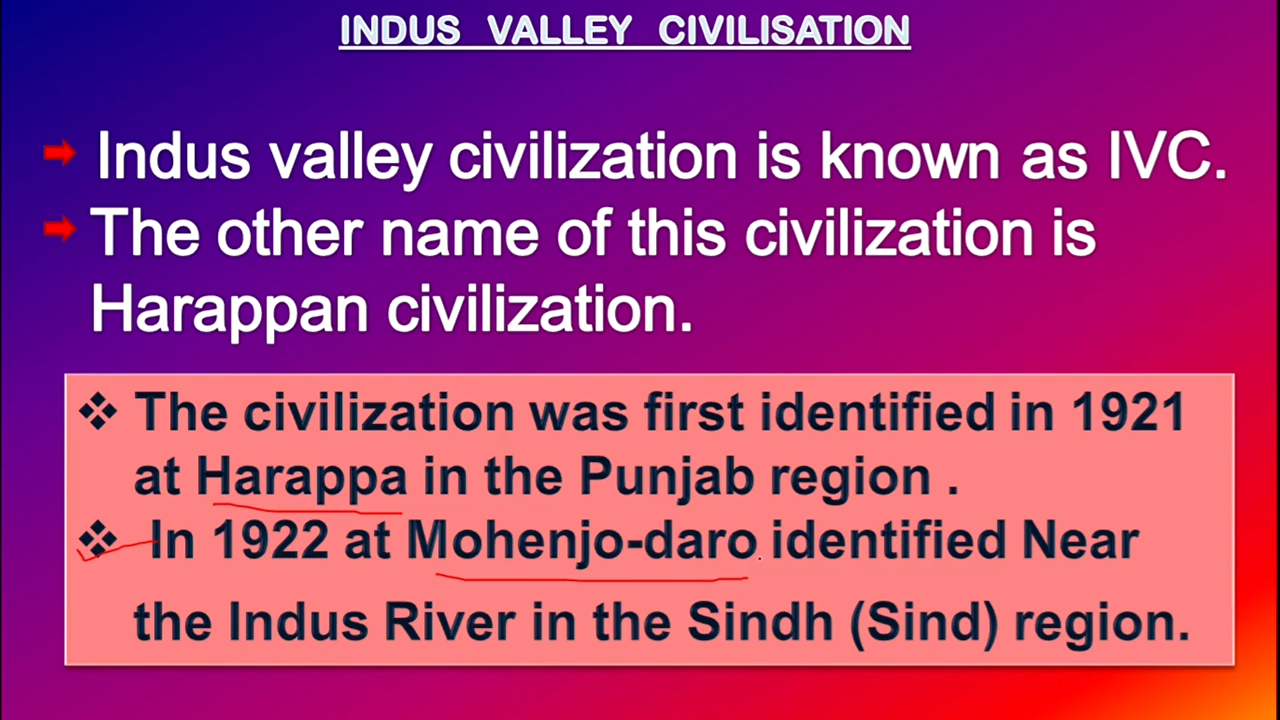 INDUS VALLEY CIVILISATION
Indus valley civilization is known as IVC.
The other name of this civilization is
Harappan civilization.
The civilization was first identified in 1921
at Harappa in the Punjab region .
In 1922 at Mohenjo-daro identified Near
the Indus River in the Sindh (Sind) region.